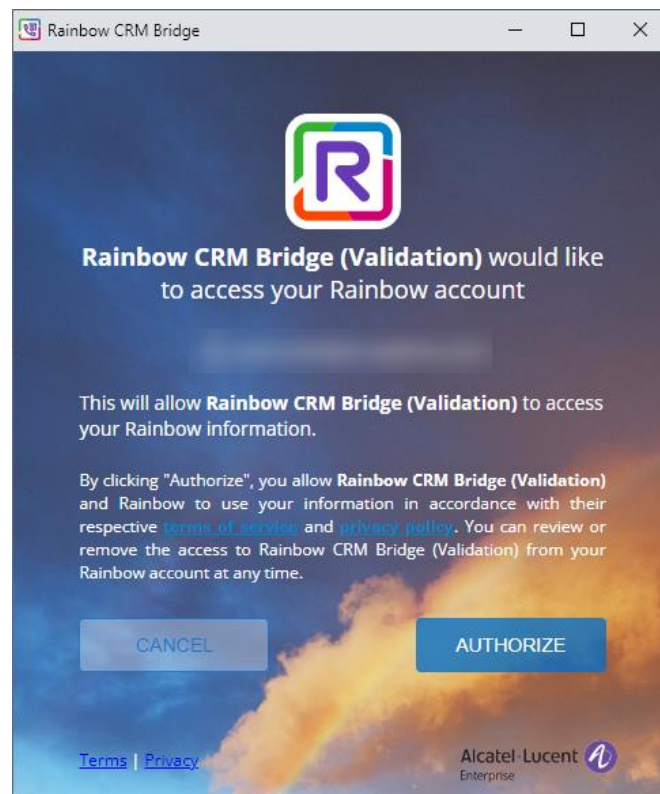 Rainbow CRM Bridge
R
Rainbow CRM Bridge (Validation) would like
to access your Rainbow account
This will allow Rainbow CRM Bridge (Validation) to access
your Rainbow information.
By clicking "Authorize", you allow Rainbow CRM Bridge (Validation)
and Rainbow to use your information in accordance with their
respective terms of service and privacy policy. You can review or
remove the access to Rainbow CRM Bridge (Validation) from your
Rainbow account at any time.
CANCEL AUTHORIZE
Terms | Privacy
Alcatel·Lucent
Enterprise